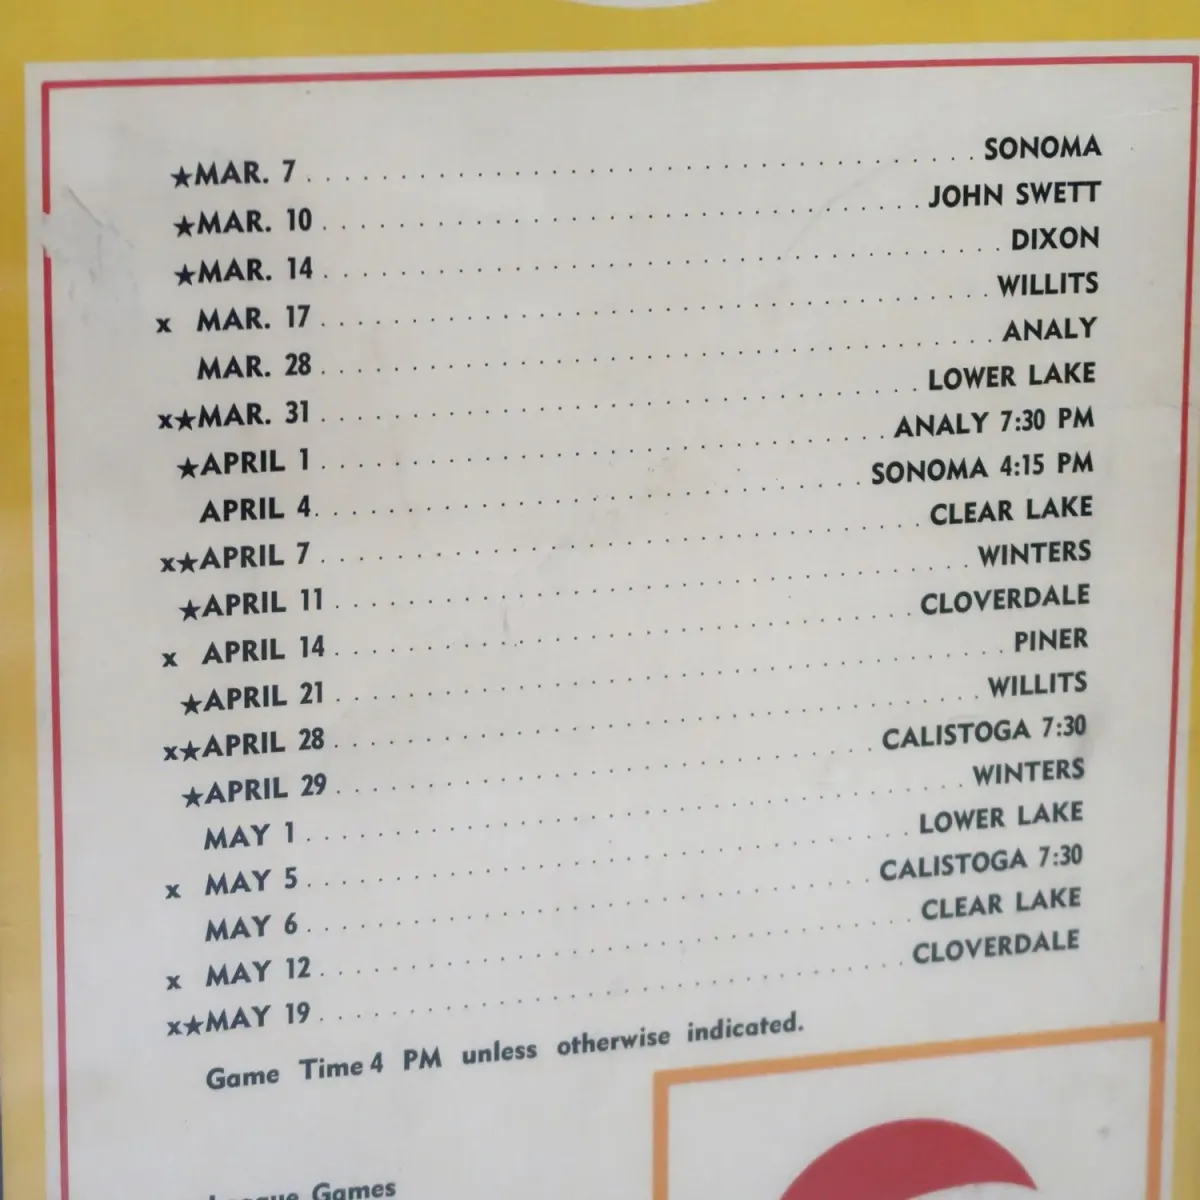 ★MAR. 7 . . . . . . . . . . . . . . . . . . . . . . . . . . . . . . SONOMA
★MAR. 10 . . . . . . . . . . . . . . . . . . . . . . . . . . . . . . JOHN SWETT
★MAR. 14 . . . . . . . . . . . . . . . . . . . . . . . . . . . . . . DIXON
x MAR. 17 . . . . . . . . . . . . . . . . . . . . . . . . . . . . . . WILLITS
MAR. 28 . . . . . . . . . . . . . . . . . . . . . . . . . . . . . . ANALY
x★MAR. 31 . . . . . . . . . . . . . . . . . . . . . . . . . . . . . . LOWER LAKE
★APRIL 1 . . . . . . . . . . . . . . . . . . . . . . . . . . . . . . ANALY 7:30 PM
APRIL 4 . . . . . . . . . . . . . . . . . . . . . . . . . . . . . . SONOMA 4:15 PM
x★APRIL 7 . . . . . . . . . . . . . . . . . . . . . . . . . . . . . . CLEAR LAKE
★APRIL 11 . . . . . . . . . . . . . . . . . . . . . . . . . . . . . . WINTERS
x APRIL 14 . . . . . . . . . . . . . . . . . . . . . . . . . . . . . . CLOVERDALE
★APRIL 21 . . . . . . . . . . . . . . . . . . . . . . . . . . . . . . PINER
x★APRIL 28 . . . . . . . . . . . . . . . . . . . . . . . . . . . . . . WILLITS
★APRIL 29 . . . . . . . . . . . . . . . . . . . . . . . . . . . . . . CALISTOGA 7:30
MAY 1 . . . . . . . . . . . . . . . . . . . . . . . . . . . . . . WINTERS
x MAY 5 . . . . . . . . . . . . . . . . . . . . . . . . . . . . . . LOWER LAKE
MAY 6 . . . . . . . . . . . . . . . . . . . . . . . . . . . . . . CALISTOGA 7:30
x MAY 12 . . . . . . . . . . . . . . . . . . . . . . . . . . . . . . CLEAR LAKE
x★MAY 19 . . . . . . . . . . . . . . . . . . . . . . . . . . . . . . CLOVERDALE
Game Time 4 PM unless otherwise indicated.
Games